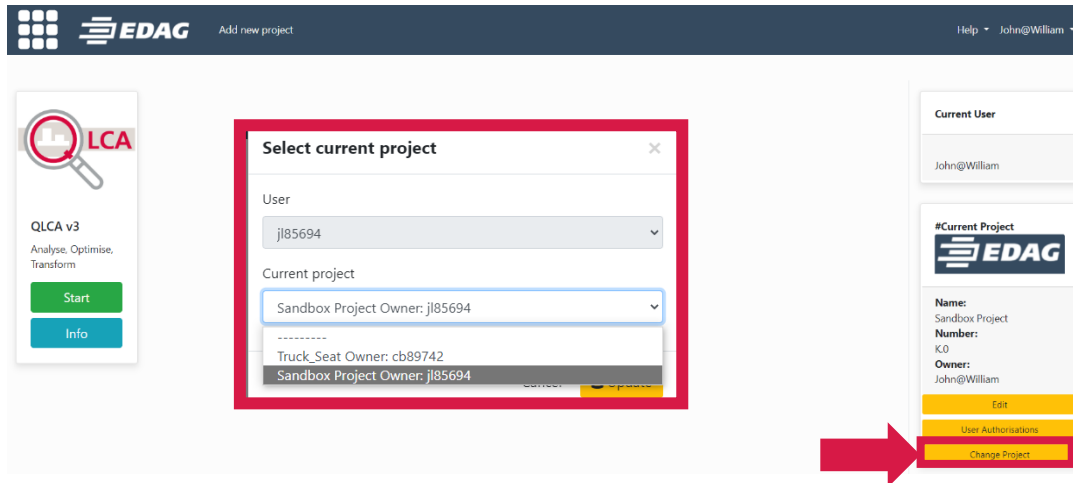 EDAG
Add new project
Help
John@William
LCA
QLCA v3
Analyse, Optimise,
Transform
Start
Info
Select current project
×
User
jl85694
Current project
Sandbox Project Owner: jl85694
---------
Truck_Seat Owner: cb89742
Sandbox Project Owner: jl85694
Cancel
Update
Current User
John@William
#Current Project
EDAG
Name:
Sandbox Project
Number:
K.0
Owner:
John@William
Edit
User Authorisations
Change Project